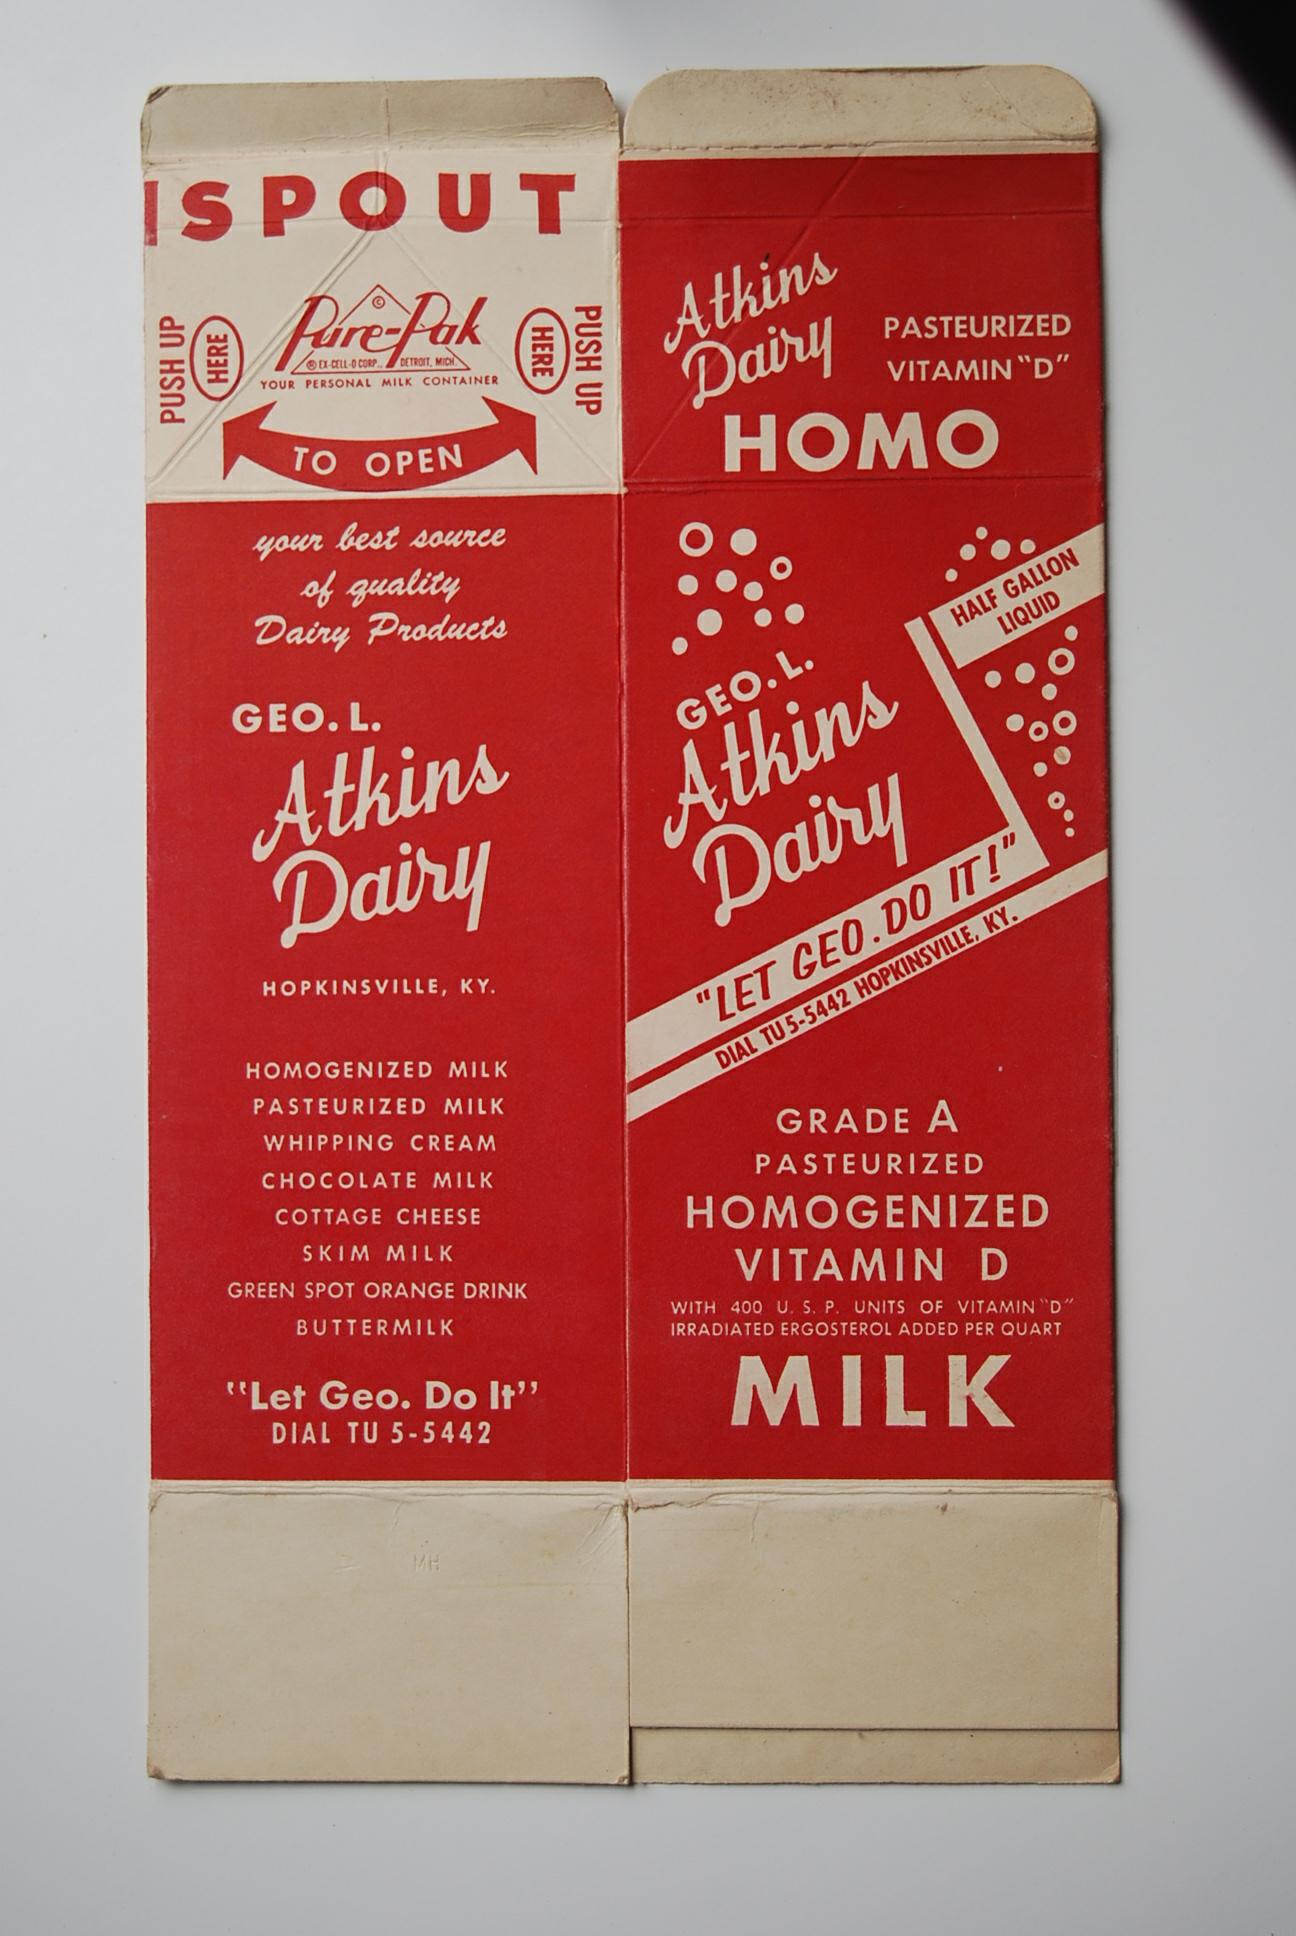 SPOUT
PUSH UP
HERE
Pure-Pak
©
® EX-CELL-O CORP., DETROIT, MICH.
YOUR PERSONAL MILK CONTAINER
HERE
PUSH UP
TO OPEN
your best source
of quality
Dairy Products
GEO. L.
Atkins
Dairy
HOPKINSVILLE, KY.
HOMOGENIZED MILK
PASTEURIZED MILK
WHIPPING CREAM
CHOCOLATE MILK
COTTAGE CHEESE
SKIM MILK
GREEN SPOT ORANGE DRINK
BUTTERMILK
"Let Geo. Do It"
DIAL TU 5-5442
MH
Atkins
Dairy
PASTEURIZED
VITAMIN "D"
HOMO
HALF GALLON
LIQUID
GEO. L.
Atkins
Dairy
"LET GEO. DO IT!"
DIAL TU 5-5442 HOPKINSVILLE, KY.
GRADE A
PASTEURIZED
HOMOGENIZED
VITAMIN D
WITH 400 U. S. P. UNITS OF VITAMIN "D"
IRRADIATED ERGOSTEROL ADDED PER QUART
MILK